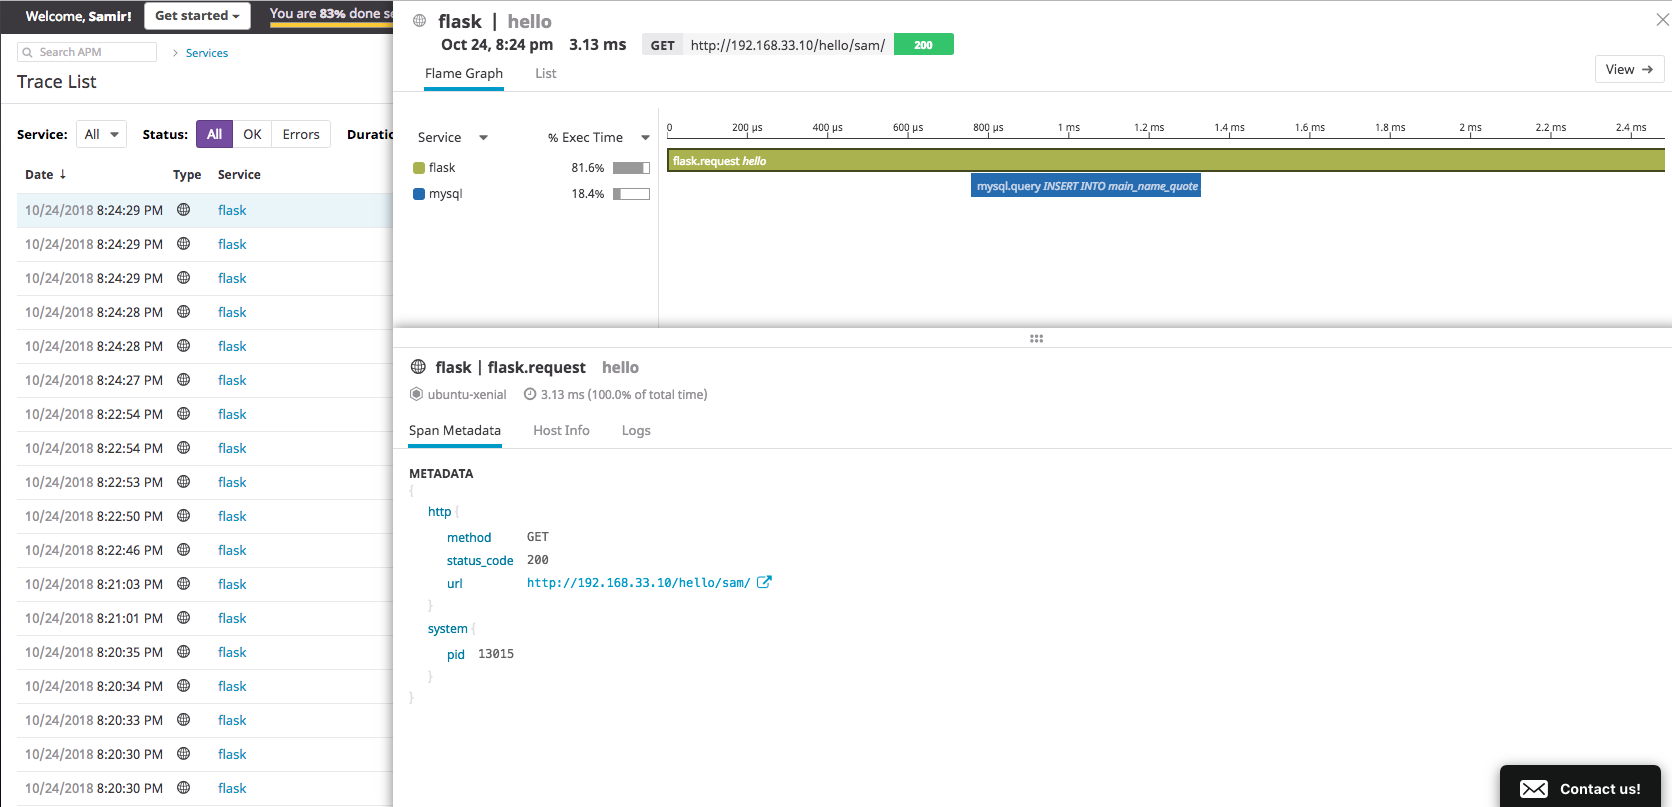 Welcome, Samir!
Get started
You are 83% done se
Search APM
Services
Trace List
Service: All Status: All OK Errors Duratio
Date ↓ Type Service
10/24/2018 8:24:29 PM flask
10/24/2018 8:24:29 PM flask
10/24/2018 8:24:29 PM flask
10/24/2018 8:24:28 PM flask
10/24/2018 8:24:28 PM flask
10/24/2018 8:24:27 PM flask
10/24/2018 8:22:54 PM flask
10/24/2018 8:22:54 PM flask
10/24/2018 8:22:53 PM flask
10/24/2018 8:22:50 PM flask
10/24/2018 8:22:46 PM flask
10/24/2018 8:21:03 PM flask
10/24/2018 8:21:01 PM flask
10/24/2018 8:20:35 PM flask
10/24/2018 8:20:34 PM flask
10/24/2018 8:20:33 PM flask
10/24/2018 8:20:30 PM flask
10/24/2018 8:20:30 PM flask
flask | hello
Oct 24, 8:24 pm 3.13 ms GET http://192.168.33.10/hello/sam/ 200
Flame Graph List
View →
Service % Exec Time
flask 81.6%
mysql 18.4%
0 200 µs 400 µs 600 µs 800 µs 1 ms 1.2 ms 1.4 ms 1.6 ms 1.8 ms 2 ms 2.2 ms 2.4 ms
flask.request hello
mysql.query INSERT INTO main_name_quote
flask | flask.request hello
ubuntu-xenial 3.13 ms (100.0% of total time)
Span Metadata Host Info Logs
METADATA
{
http {
method GET
status_code 200
url http://192.168.33.10/hello/sam/
}
system {
pid 13015
}
}
Contact us!